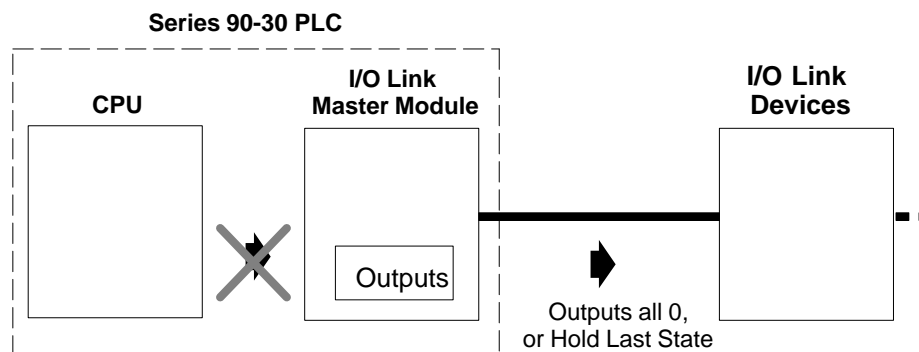 Series 90-30 PLC
CPU
I/O Link
Master Module
I/O Link
Devices
Outputs
Outputs all 0,
or Hold Last State